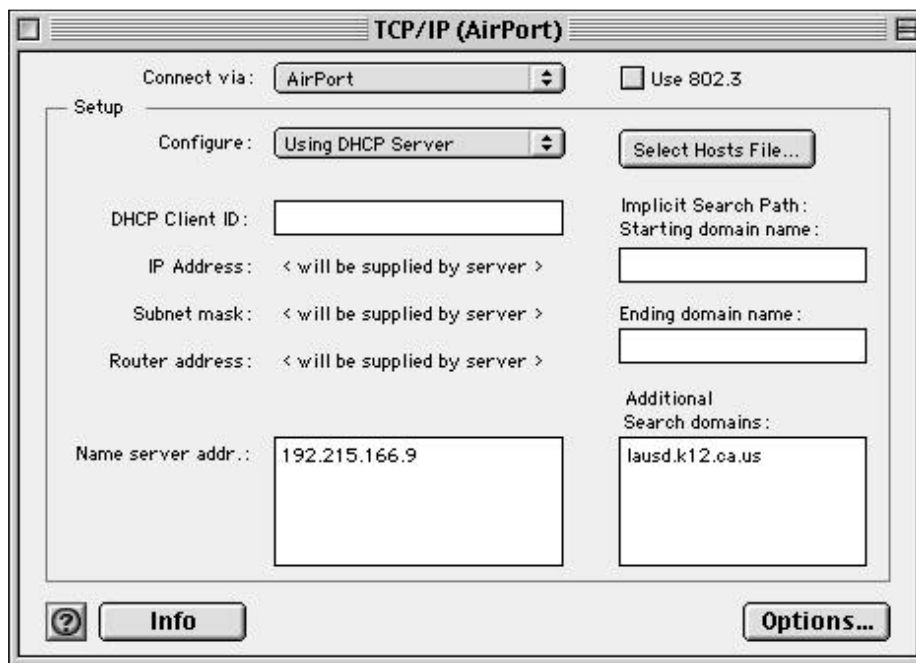 TCP/IP (AirPort)
Connect via: AirPort
Use 802.3
Setup
Configure: Using DHCP Server
Select Hosts File...
DHCP Client ID:
Implicit Search Path:
Starting domain name:
IP Address: < will be supplied by server >
Subnet mask: < will be supplied by server >
Ending domain name:
Router address: < will be supplied by server >
Additional
Search domains:
Name server addr.: 192.215.166.9
lausd.k12.ca.us
?
Info
Options...